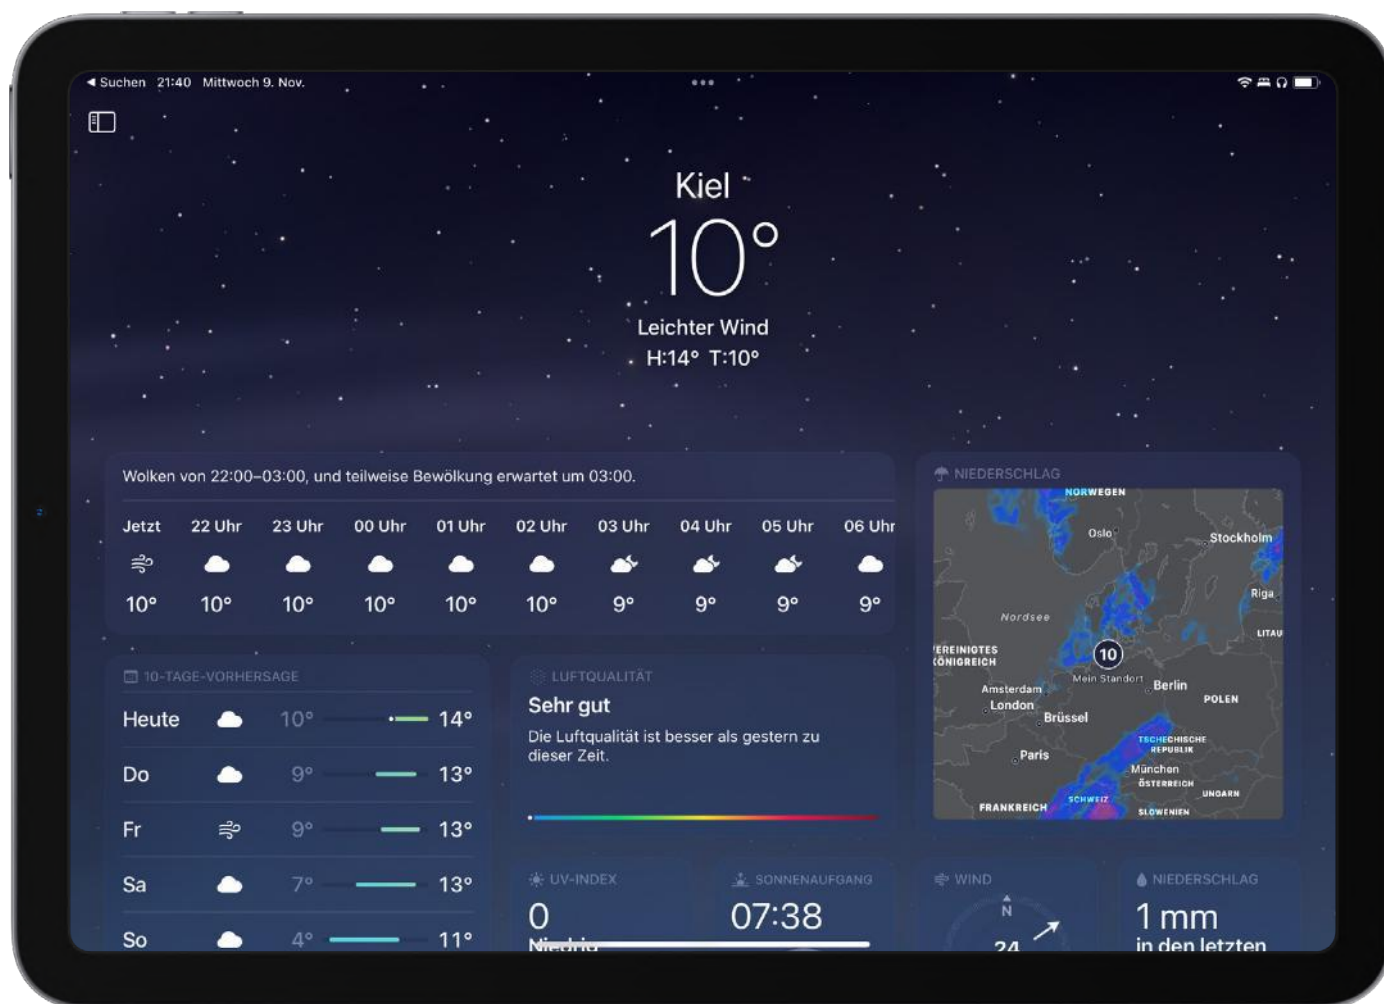 Suchen 21:40 Mittwoch 9. Nov.
Kiel
10°
Leichter Wind
H:14° T:10°
Wolken von 22:00–03:00, und teilweise Bewölkung erwartet um 03:00.
Jetzt 22 Uhr 23 Uhr 00 Uhr 01 Uhr 02 Uhr 03 Uhr 04 Uhr 05 Uhr 06 Uhr
10° 10° 10° 10° 10° 10° 9° 9° 9° 9°
NIEDERSCHLAG
NORWEGEN
Oslo
Stockholm
Riga
Nordsee
LITAU
VEREINIGTES
KÖNIGREICH
10
Mein Standort
Amsterdam
Berlin
London
POLEN
Brüssel
TSCHECHISCHE
REPUBLIK
Paris
München
ÖSTERREICH
UNGARN
SCHWEIZ
FRANKREICH
SLOWENIEN
10-TAGE-VORHERSAGE
Heute 10° 14°
Do 9° 13°
Fr 9° 13°
Sa 7° 13°
So 4° 11°
LUFTQUALITÄT
Sehr gut
Die Luftqualität ist besser als gestern zu
dieser Zeit.
UV-INDEX
0
Niedrig
SONNENAUFGANG
07:38
WIND
N
24
NIEDERSCHLAG
1 mm
in den letzten